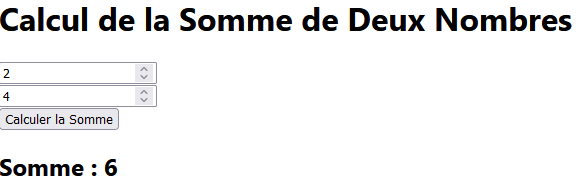 Calcul de la Somme de Deux Nombres
2
4
Calculer la Somme
Somme : 6